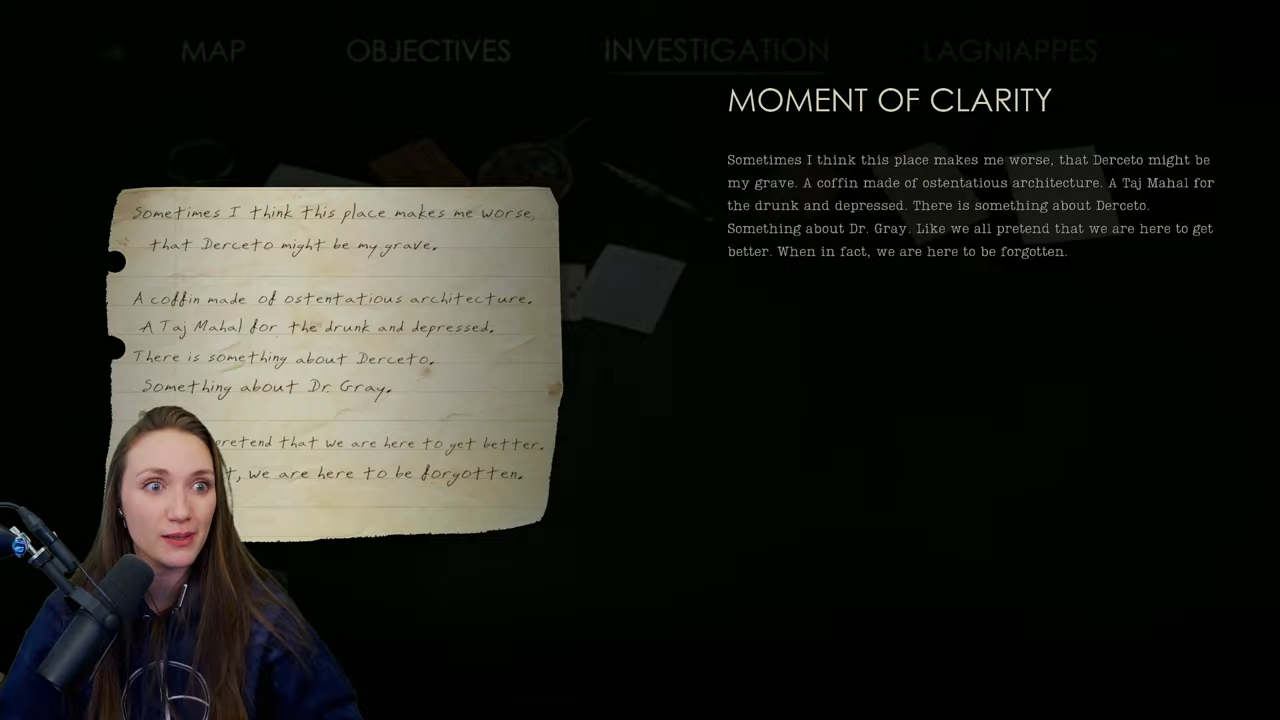 MAP OBJECTIVES INVESTIGATION LAGNIAPPES
MOMENT OF CLARITY
Sometimes I think this place makes me worse, that Derceto might be
my grave. A coffin made of ostentatious architecture. A Taj Mahal for
the drunk and depressed. There is something about Derceto.
Something about Dr. Gray. Like we all pretend that we are here to get
better. When in fact, we are here to be forgotten.
Sometimes I think this place makes me worse,
that Derceto might be my grave.
A coffin made of ostentatious architecture.
A Taj Mahal for the drunk and depressed.
There is something about Derceto.
Something about Dr. Gray.
pretend that we are here to get better.
we are here to be forgotten.